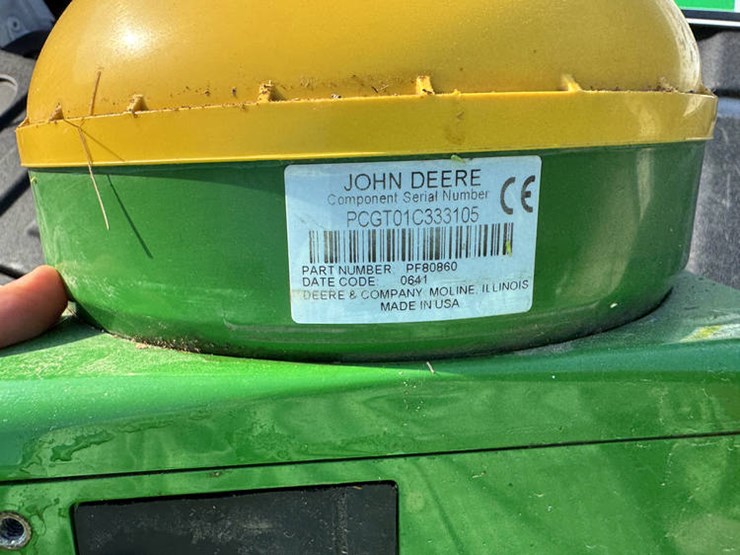 JOHN DEERE
CE
Component Serial Number
PCGT01C333105
PART NUMBER PF80860
DATE CODE 0641
DEERE & COMPANY MOLINE, ILLINOIS
MADE IN USA